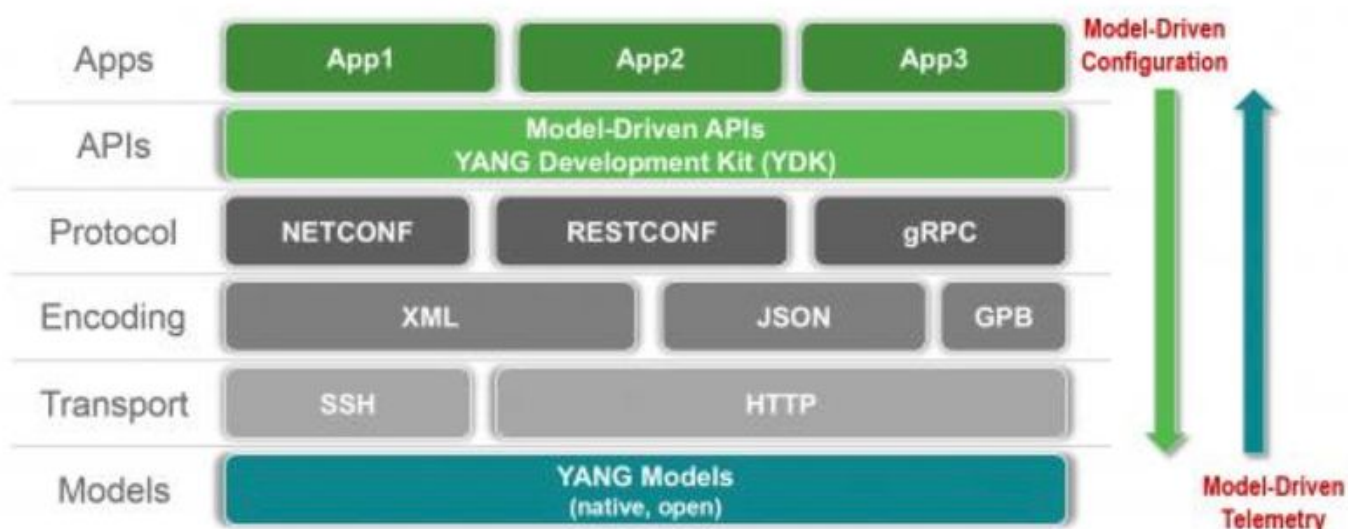 Apps
App1
App2
App3
Model-Driven
Configuration
APIs
Model-Driven APIs
YANG Development Kit (YDK)
Protocol
NETCONF
RESTCONF
gRPC
Encoding
XML
JSON
GPB
Transport
SSH
HTTP
Models
YANG Models
(native, open)
Model-Driven
Telemetry